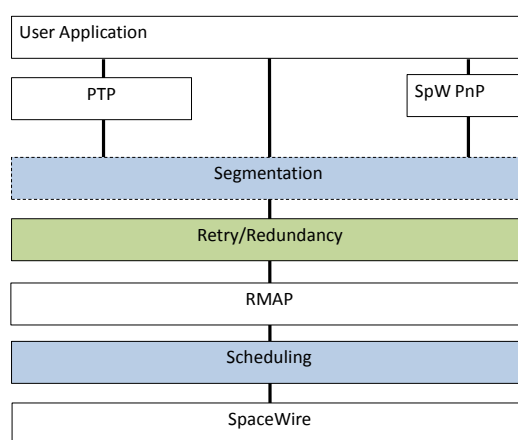 User Application
PTP
SpW PnP
Segmentation
Retry/Redundancy
RMAP
Scheduling
SpaceWire